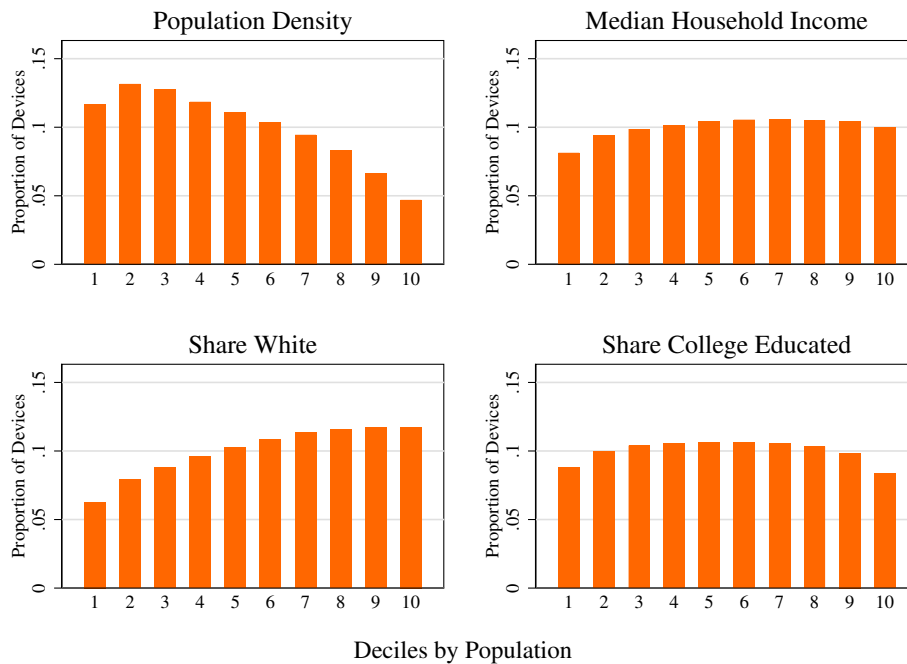 Population Density
Proportion of Devices
0 .05 .1 .15
1 2 3 4 5 6 7 8 9 10
Median Household Income
Proportion of Devices
0 .05 .1 .15
1 2 3 4 5 6 7 8 9 10
Share White
Proportion of Devices
0 .05 .1 .15
1 2 3 4 5 6 7 8 9 10
Share College Educated
Proportion of Devices
0 .05 .1 .15
1 2 3 4 5 6 7 8 9 10
Deciles by Population